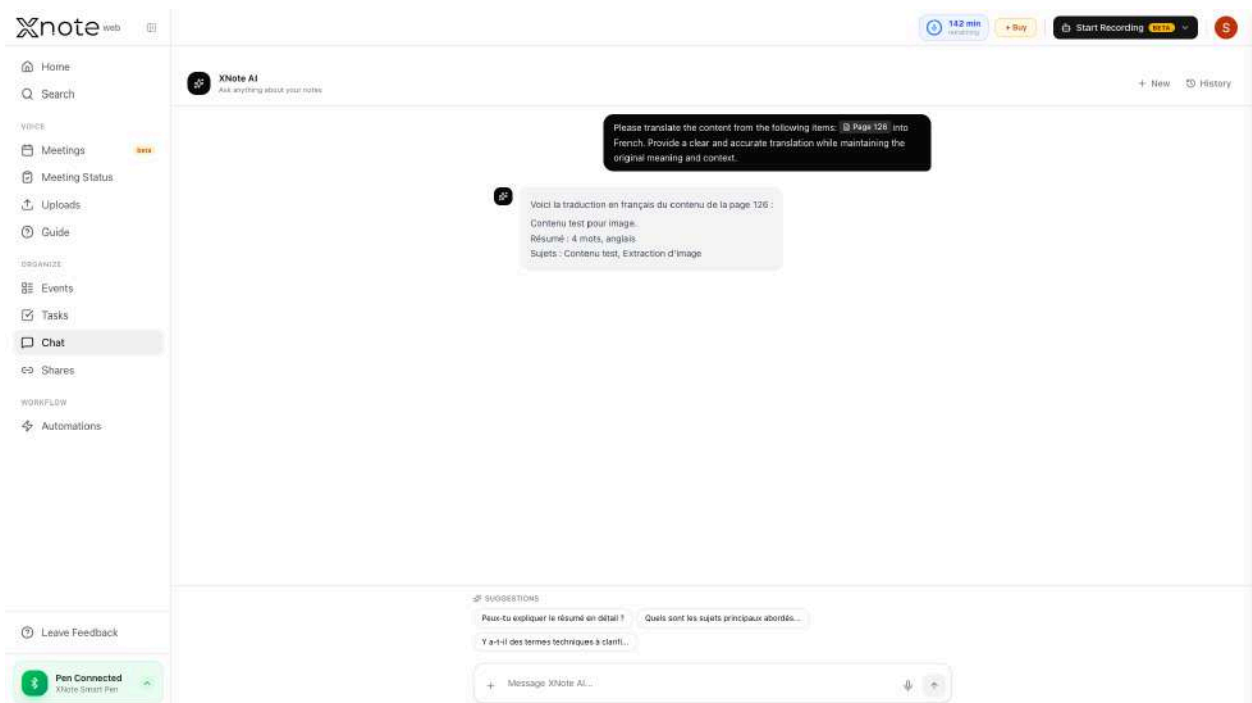 Xnote web
142 min
remaining
+ Buy
Start Recording BETA
S
Home
Search
VOICE
Meetings beta
Meeting Status
Uploads
Guide
ORGANIZE
Events
Tasks
Chat
Shares
WORKFLOW
Automations
Leave Feedback
Pen Connected
XNote Smart Pen
XNote AI
Ask anything about your notes
+ New
History
Please translate the content from the following items: Page 126 into
French. Provide a clear and accurate translation while maintaining the
original meaning and context.
Voici la traduction en français du contenu de la page 126 :
Contenu test pour image.
Résumé : 4 mots, anglais
Sujets : Contenu test, Extraction d'image
SUGGESTIONS
Peux-tu expliquer le résumé en détail ?
Quels sont les sujets principaux abordés...
Y a-t-il des termes techniques à clarifi...
Message XNote AI...